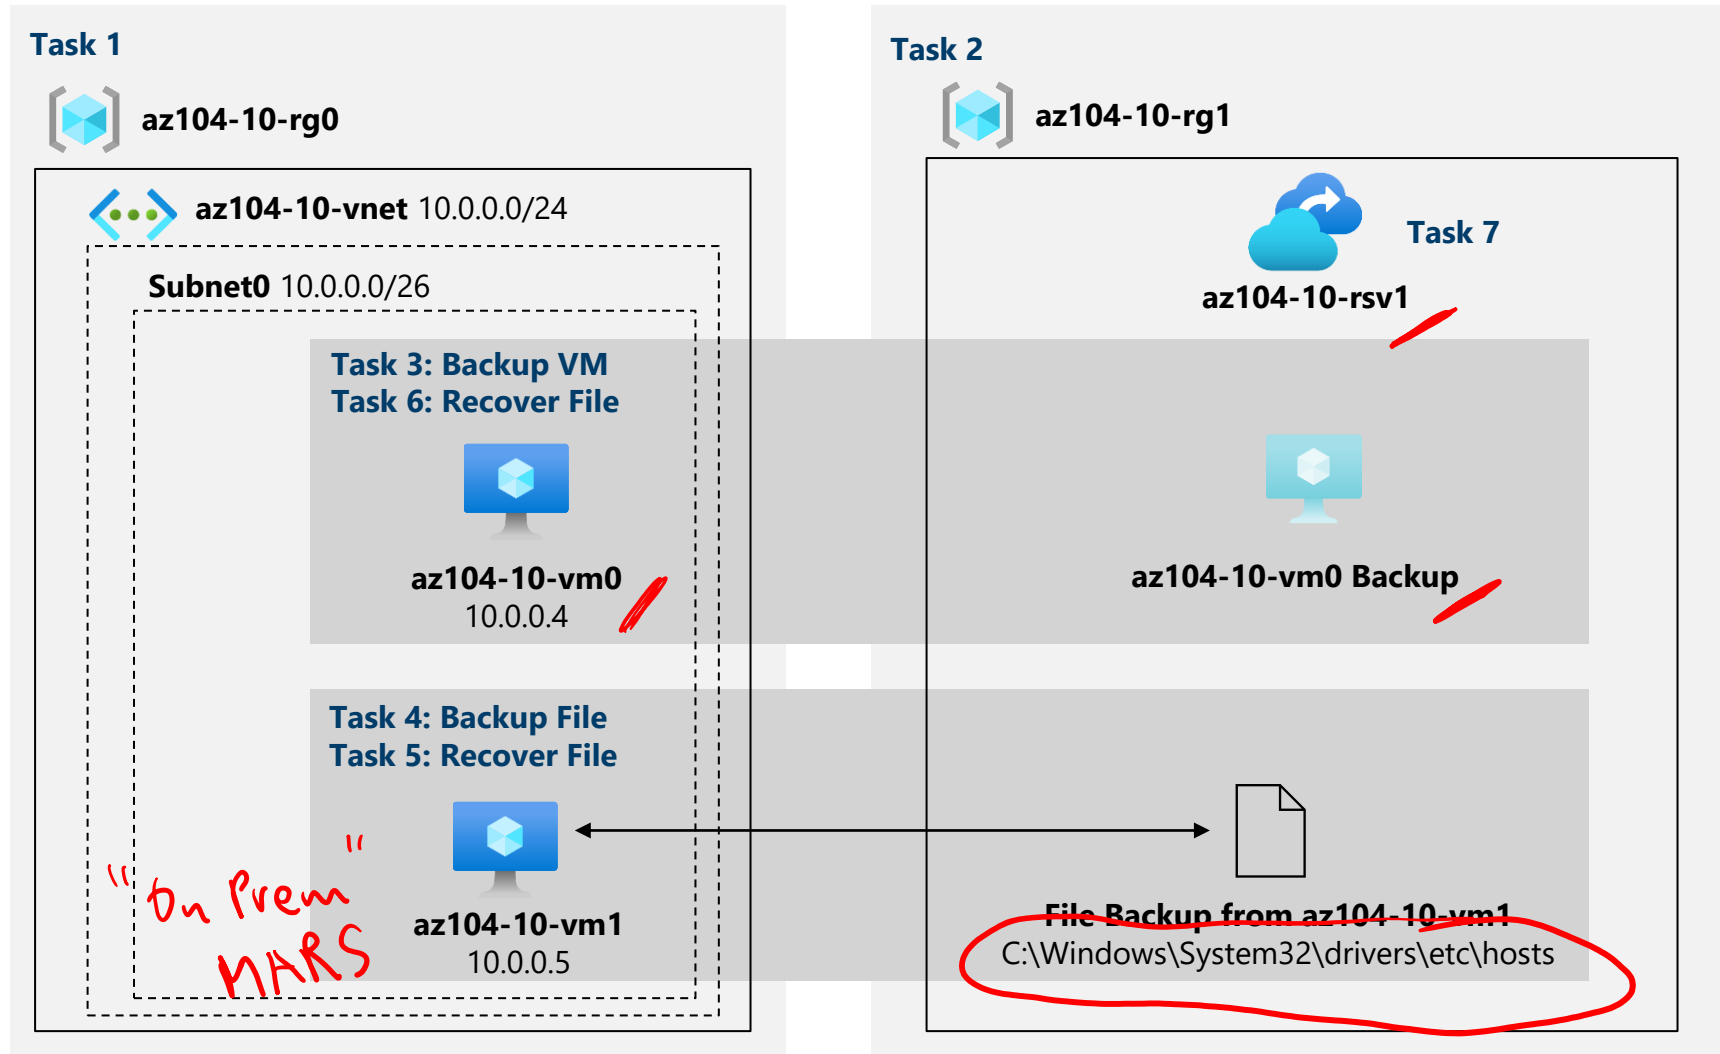 Task 1
az104-10-rg0
az104-10-vnet 10.0.0.0/24
Subnet0 10.0.0.0/26
Task 3: Backup VM
Task 6: Recover File
az104-10-vm0
10.0.0.4
Task 4: Backup File
Task 5: Recover File
"On Prem"
MARS
az104-10-vm1
10.0.0.5
Task 2
az104-10-rg1
Task 7
az104-10-rsv1
az104-10-vm0 Backup
File Backup from az104-10-vm1
C:\Windows\System32\drivers\etc\hosts